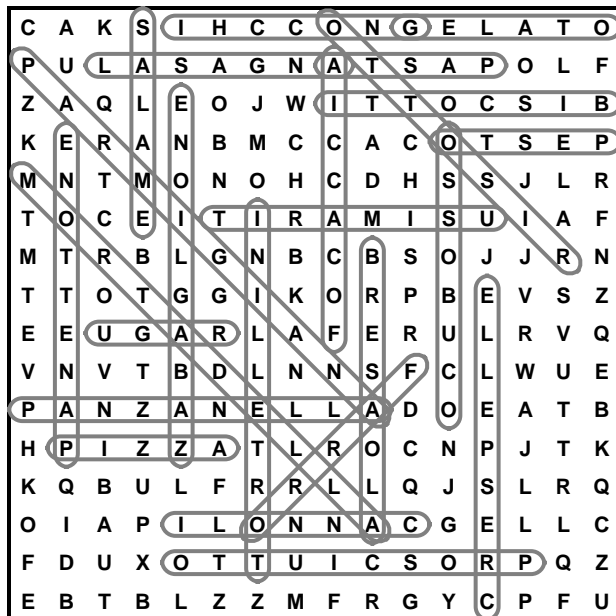 C A K S I H C C O N G E L A T O
P U L A S A G N A T S A P O L F
Z A Q L E O J W I T T O C S I B
K E R A N B M C C A C O T S E P
M N T M O N O H C D H S S J L R
T O C E I T I R A M I S U I A F
M T R B L G N B C B S O J J R N
T T O T G G I K O R P B E V S Z
E E U G A R L A F E R U L R V Q
V N V T B D L N N S F C L W U E
P A N Z A N E L L A D O E A T B
H P I Z Z A T L R O C N P J T K
K Q B U L F R R L L Q J S L R Q
O I A P I L O N N A C G E L L C
F D U X O T T U I C S O R P Q Z
E B T B L Z Z M F R G Y C P F U